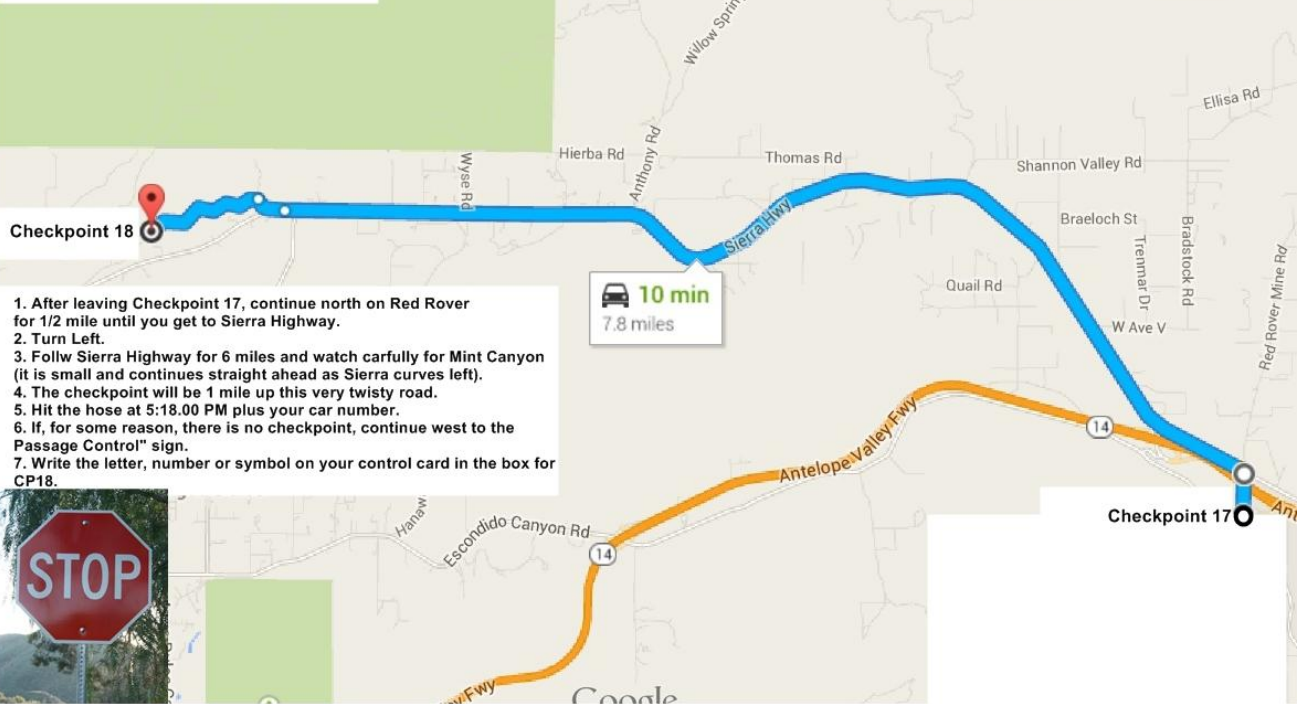 Willow Sprin
Ellisa Rd
Hierba Rd
Anthony Rd
Thomas Rd
Shannon Valley Rd
Wyse Rd
Checkpoint 18
Sierra Hwy
Braeloch St
Trenmar Dr
Bradstock Rd
Red Rover Mine Rd
Quail Rd
10 min
7.8 miles
W Ave V
1. After leaving Checkpoint 17, continue north on Red Rover
for 1/2 mile until you get to Sierra Highway.
2. Turn Left.
3. Follw Sierra Highway for 6 miles and watch carfully for Mint Canyon
(it is small and continues straight ahead as Sierra curves left).
4. The checkpoint will be 1 mile up this very twisty road.
5. Hit the hose at 5:18.00 PM plus your car number.
6. If, for some reason, there is no checkpoint, continue west to the
Passage Control" sign.
7. Write the letter, number or symbol on your control card in the box for
CP18.
14
Antelope Valley Fwy
Checkpoint 17
Ant
Hanaw
Escondido Canyon Rd
14
STOP
ey Fwy
Google